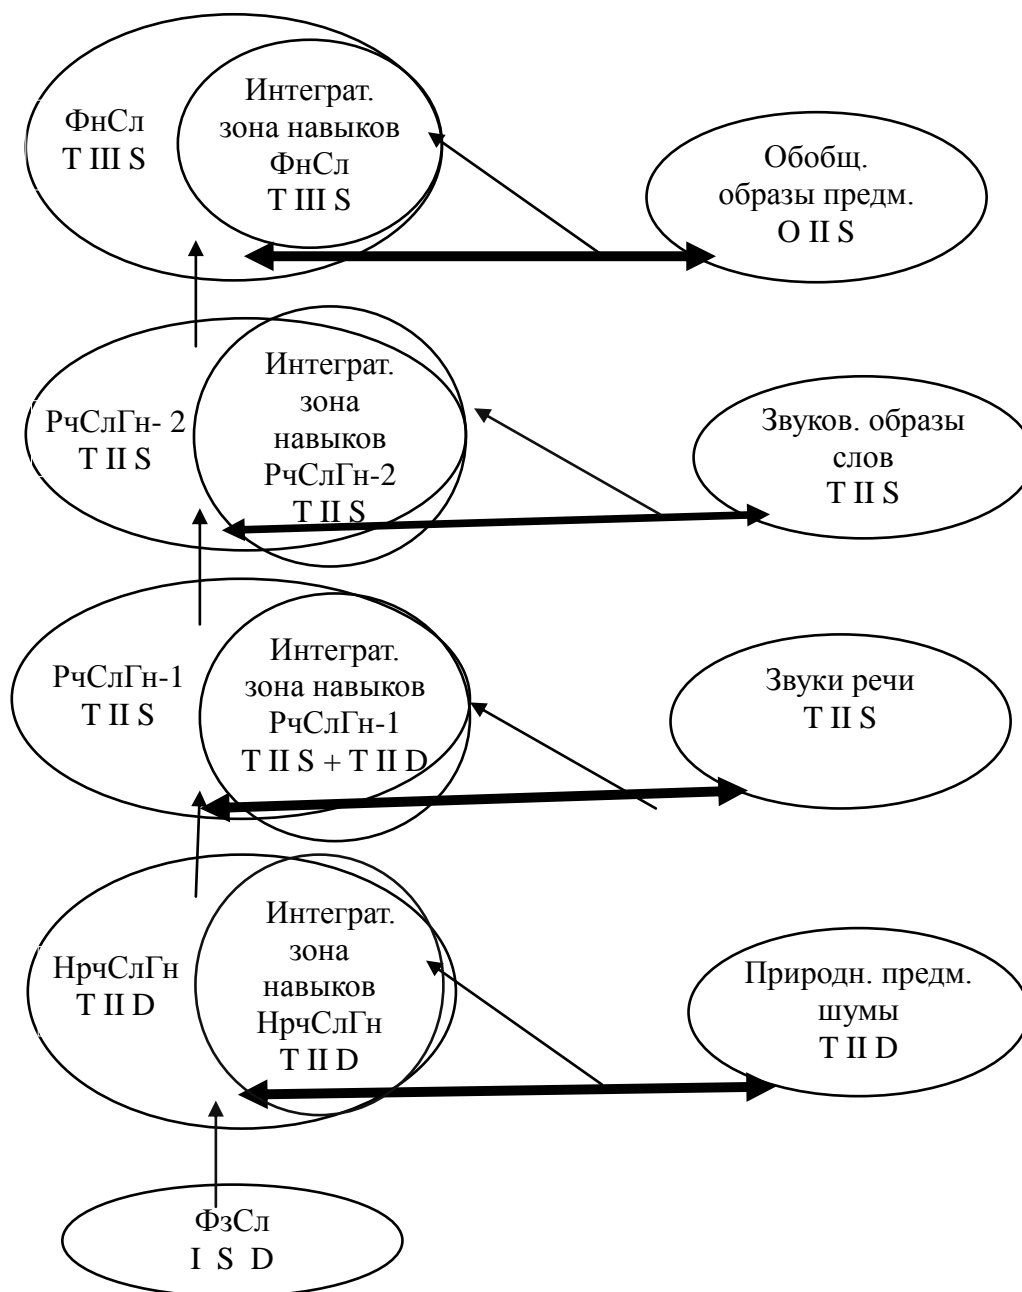 ФнСл
T III S
Интеграт.
зона навыков
ФнСл
T III S
Обобщ.
образы предм.
O II S
РчСлГн- 2
T II S
Интеграт.
зона
навыков
РчСлГн-2
T II S
Звуков. образы
слов
T II S
РчСлГн-1
T II S
Интеграт.
зона навыков
РчСлГн-1
T II S + T II D
Звуки речи
T II S
НрчСлГн
T II D
Интеграт.
зона
навыков
НрчСлГн
T II D
Природн. предм.
шумы
T II D
ФзСл
I S D